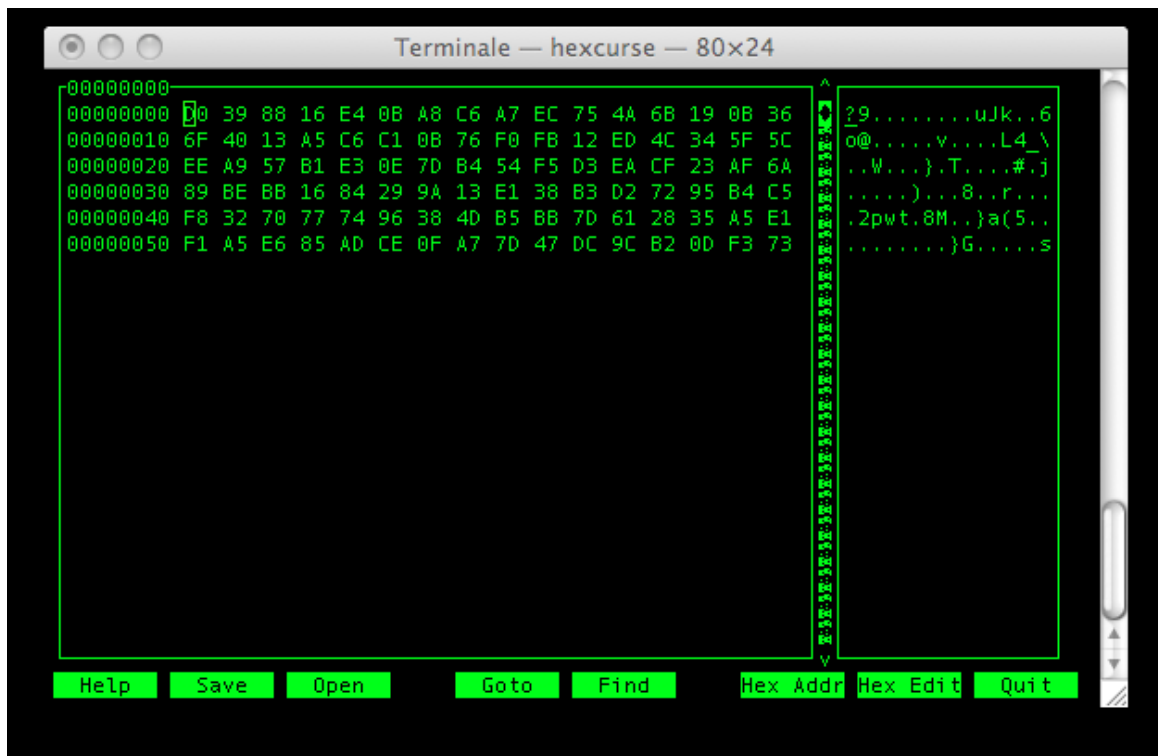 Terminale — hexcurse — 80×24
00000000
00000000 D0 39 88 16 E4 0B A8 C6 A7 EC 75 4A 6B 19 0B 36 ?9........uJk..6
00000010 6F 40 13 A5 C6 C1 0B 76 F0 FB 12 ED 4C 34 5F 5C o@.....v....L4_\
00000020 EE A9 57 B1 E3 0E 7D B4 54 F5 D3 EA CF 23 AF 6A ..W...}.T....#.j
00000030 89 BE BB 16 84 29 9A 13 E1 38 B3 D2 72 95 B4 C5 .....)...8..r...
00000040 F8 32 70 77 74 96 38 4D B5 BB 7D 61 28 35 A5 E1 .2pwt.8M..}a(5..
00000050 F1 A5 E6 85 AD CE 0F A7 7D 47 DC 9C B2 0D F3 73 ........}G.....s
Help Save Open Goto Find Hex Addr Hex Edit Quit